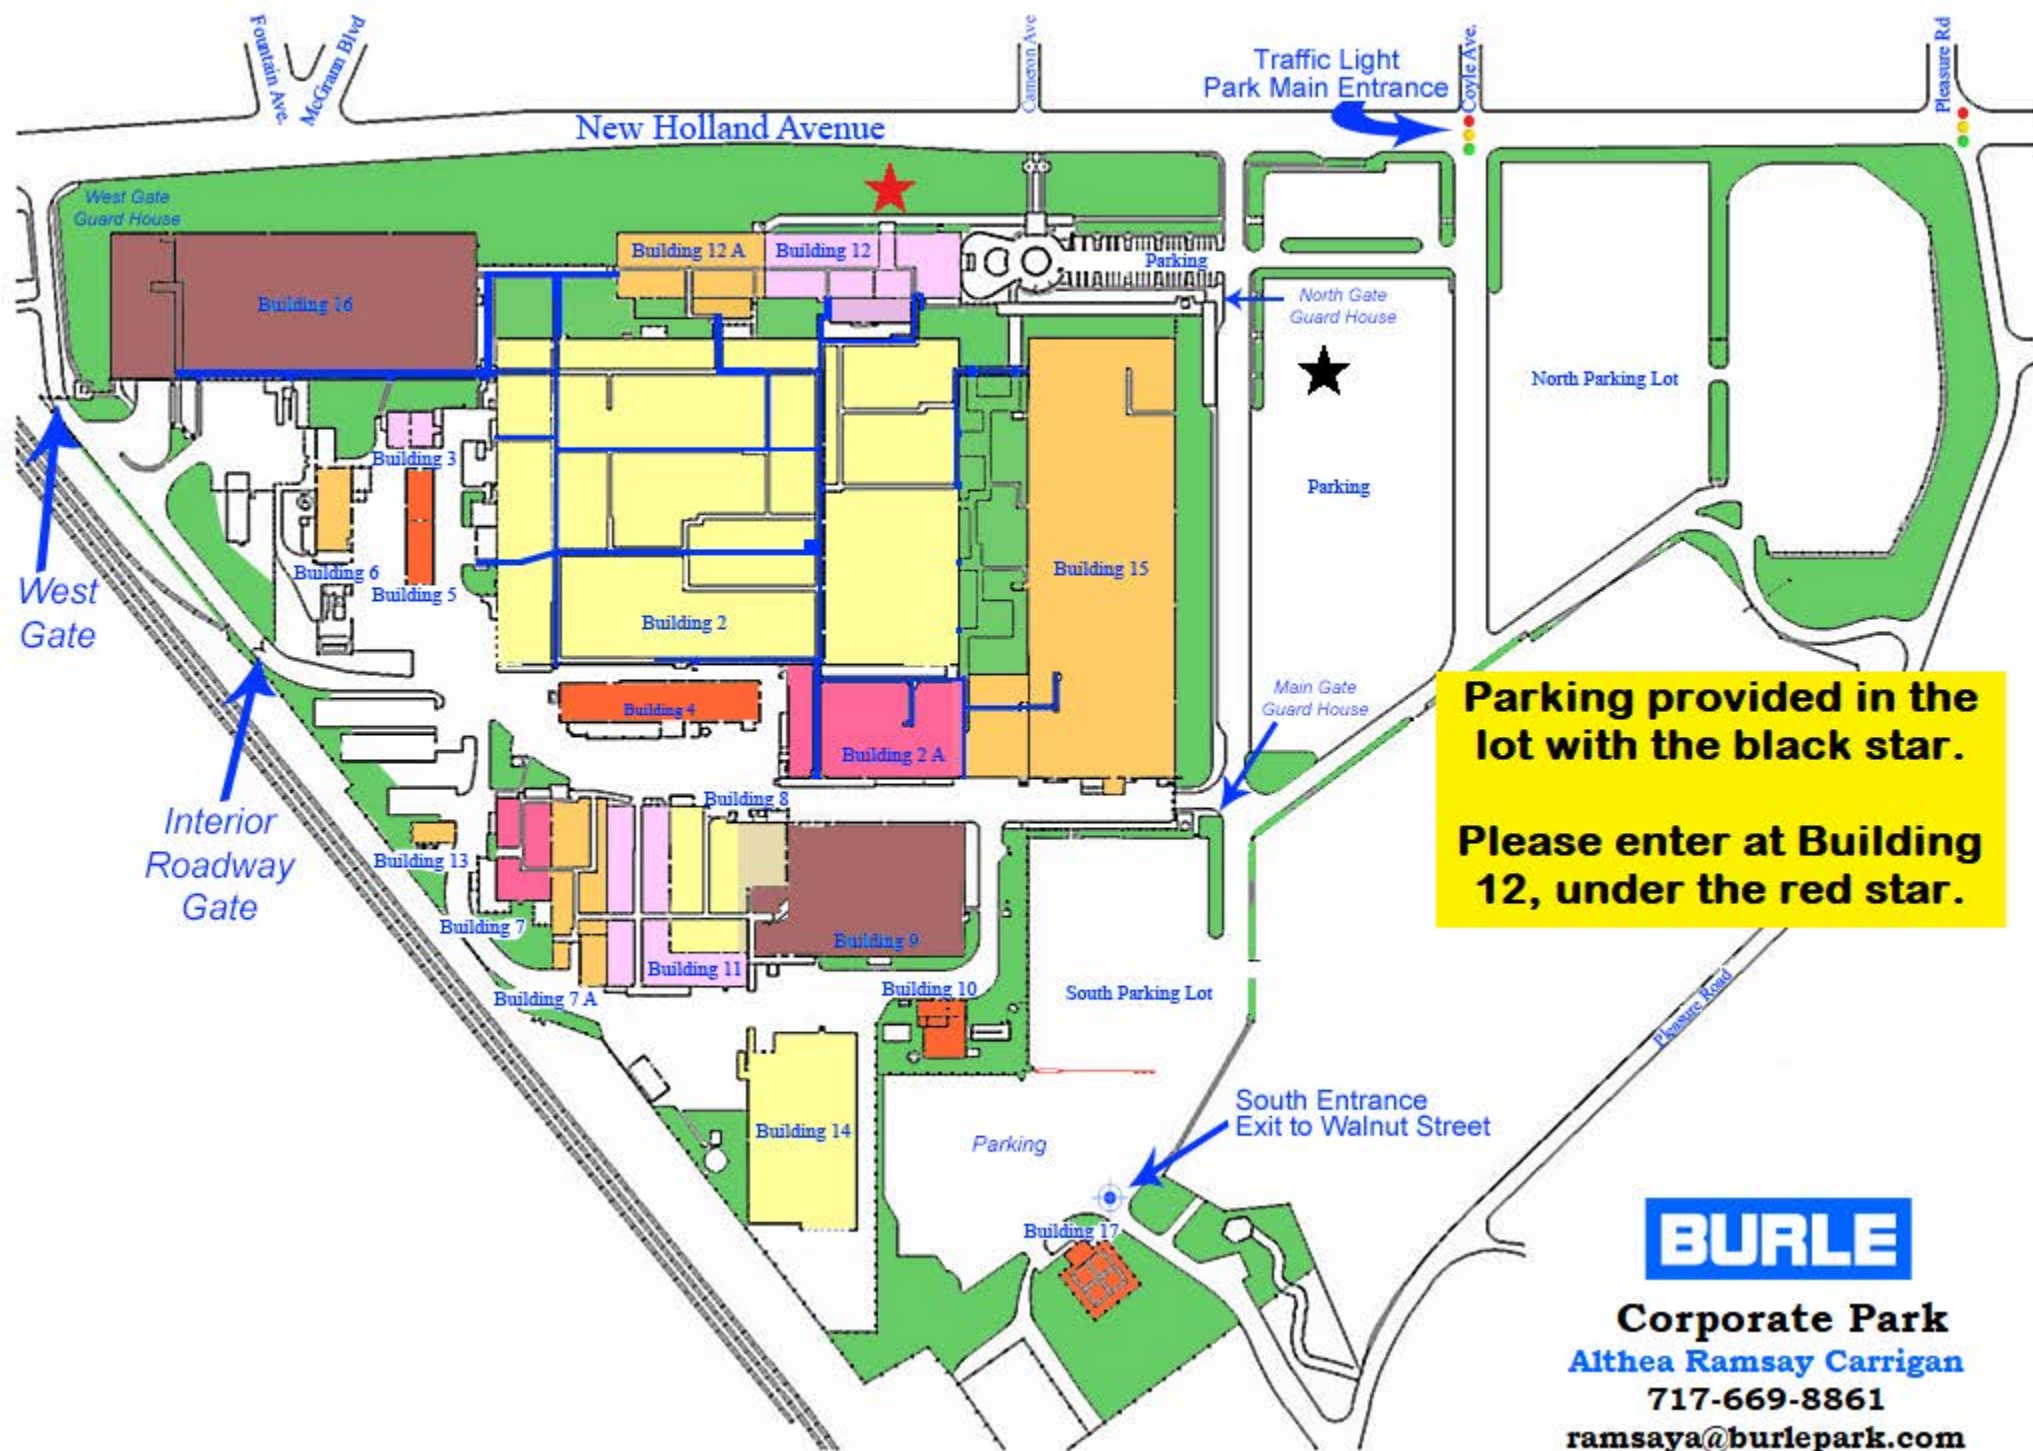 Fountain Ave.
McGrann Blvd
Cameron Ave
Traffic Light
Park Main Entrance
Coyle Ave.
Pleasure Rd
New Holland Avenue
West Gate
Guard House
Building 12 A
Building 12
Parking
Building 16
North Gate
Guard House
North Parking Lot
Building 3
Parking
Building 6
Building 5
Building 15
West
Gate
Building 2
Main Gate
Guard House
Building 4
Building 2 A
Parking provided in the
lot with the black star.
Please enter at Building
12, under the red star.
Building 8
Interior
Roadway
Gate
Building 13
Building 7
Building 9
Building 11
Building 7 A
Building 10
South Parking Lot
Pleasure Road
South Entrance
Exit to Walnut Street
Building 14
Parking
Building 17
BURLE
Corporate Park
Althea Ramsay Carrigan
717-669-8861
ramsaya@burlepark.com